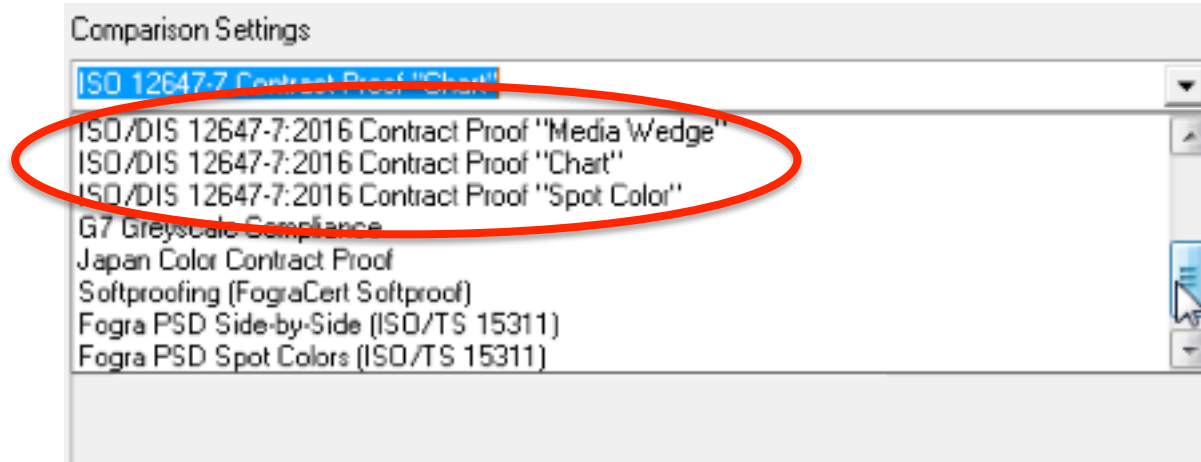 Comparison Settings
ISO 12647-7 Contract Proof "Chart"
ISO/DIS 12647-7:2016 Contract Proof "Media Wedge"
ISO/DIS 12647-7:2016 Contract Proof "Chart"
ISO/DIS 12647-7:2016 Contract Proof "Spot Color"
G7 Greyscale Compliance
Japan Color Contract Proof
Softproofing (FograCert Softproof)
Fogra PSD Side-by-Side (ISO/TS 15311)
Fogra PSD Spot Colors (ISO/TS 15311)